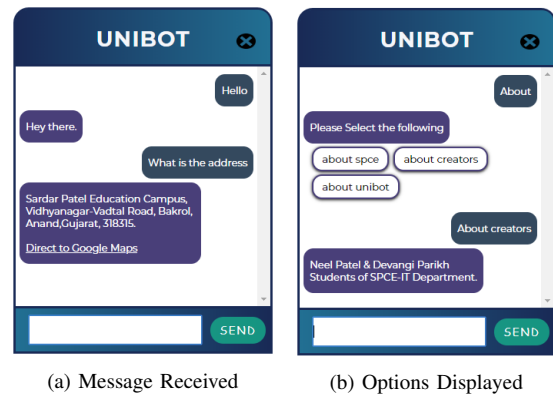 UNIBOT
Hello
Hey there.
What is the address
Sardar Patel Education Campus,
Vidhyanagar-Vadtal Road, Bakrol,
Anand,Gujarat, 318315.
Direct to Google Maps
SEND
(a) Message Received
UNIBOT
About
Please Select the following
about spce
about creators
about unibot
About creators
Neel Patel & Devangi Parikh
Students of SPCE-IT Department.
SEND
(b) Options Displayed